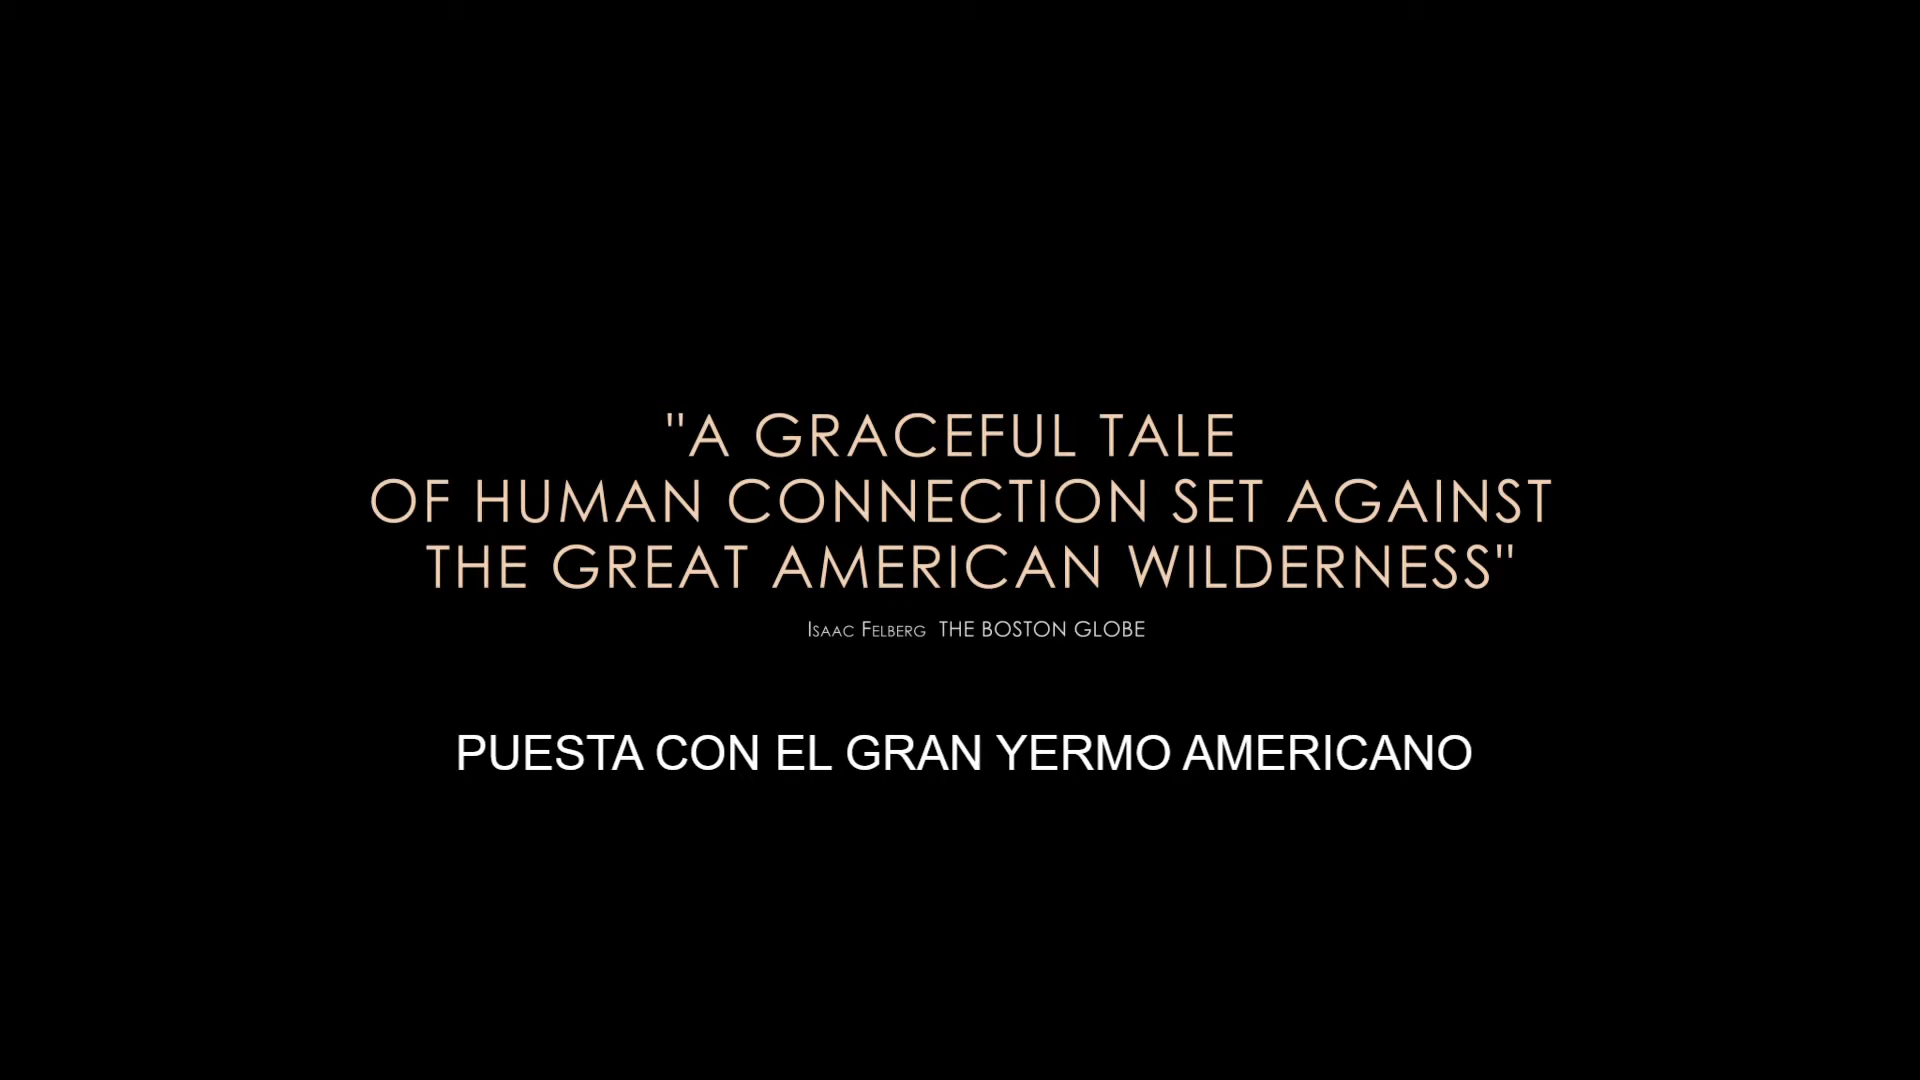 "A GRACEFUL TALE
OF HUMAN CONNECTION SET AGAINST
THE GREAT AMERICAN WILDERNESS"
ISAAC FELBERG THE BOSTON GLOBE
PUESTA CON EL GRAN YERMO AMERICANO